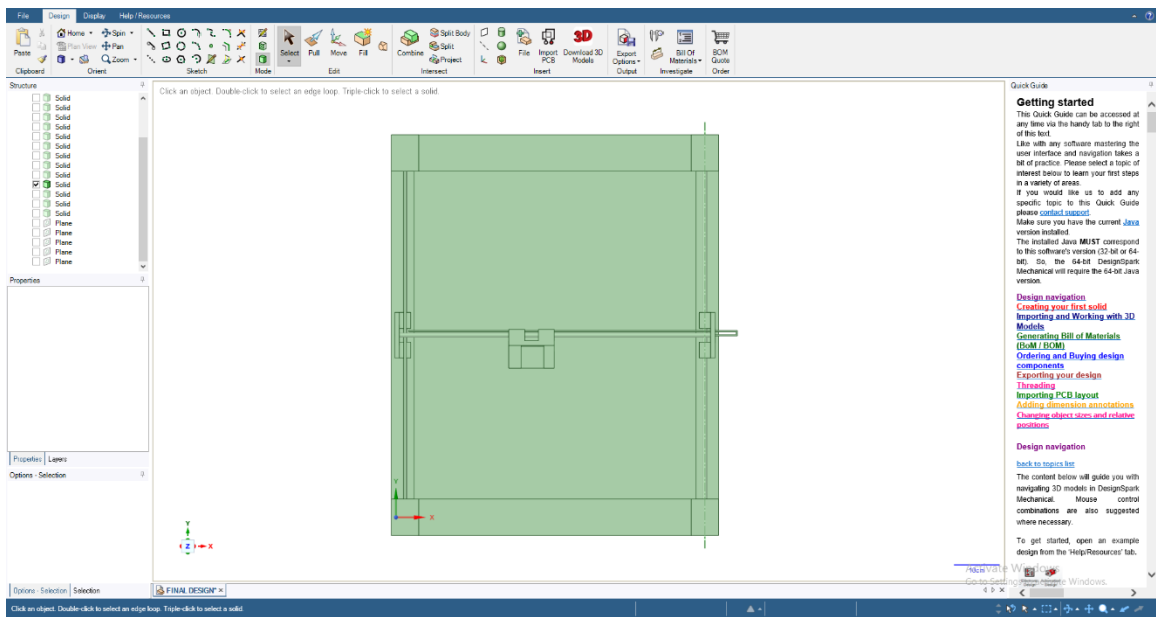 File Design Display Help/Resources
Paste
Home Spin
Plan View Pan
Zoom
Select Pull Move Fill
Combine
Split Body
Split
Project
File Import PCB Download 3D Models
3D
Export Options
Bill Of Materials
BOM Quote
Clipboard Orient Sketch Mode Edit Intersect Insert Output Investigate Order
Structure
Solid
Solid
Solid
Solid
Solid
Solid
Solid
Solid
Solid
Solid
Solid
Solid
Solid
Plane
Plane
Plane
Plane
Plane
Properties
Properties Layers
Options - Selection
Options - Selection Selection
Click an object. Double-click to select an edge loop. Triple-click to select a solid.
Y
X
Y
Z X
FINAL DESIGN* ×
Quick Guide
Getting started
This Quick Guide can be accessed at
any time via the handy tab to the right
of this text.
Like with any software mastering the
user interface and navigation takes a
bit of practice. Please select a topic of
interest below to learn your first steps
in a variety of areas.
If you would like us to add any
specific topic to this Quick Guide
please contact support.
Make sure you have the current Java
version installed.
The installed Java MUST correspond
to this software's version (32-bit or 64-
bit). So, the 64-bit DesignSpark
Mechanical will require the 64-bit Java
version.
Design navigation
Creating your first solid
Importing and Working with 3D
Models
Generating Bill of Materials
(BoM / BOM)
Ordering and Buying design
components
Exporting your design
Threading
Importing PCB layout
Adding dimension annotations
Changing object sizes and relative
positions
Design navigation
back to topics list
The content below will guide you with
navigating 3D models in DesignSpark
Mechanical. Mouse control
combinations are also suggested
where necessary.
To get started, open an example
design from the 'Help/Resources' tab.
Activate Windows
Go to Settings to activate Windows.
Click an object. Double-click to select an edge loop. Triple-click to select a solid.